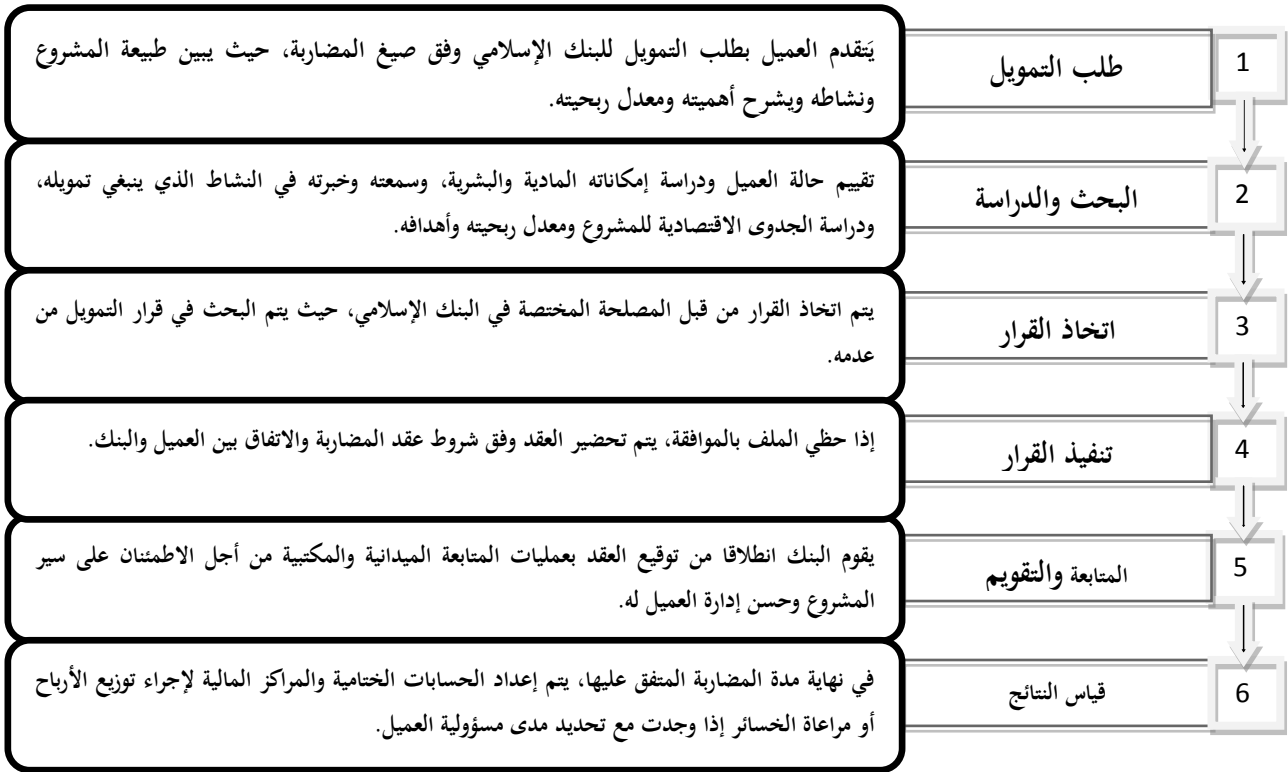 1
طلب التمويل
يَتقدم العميل بطلب التمويل للبنك الإسلامي وفق صيغ المضاربة، حيث يبين طبيعة المشروع
ونشاطه ويشرح أهميته ومعدل ربحيته.
2
البحث والدراسة
تقييم حالة العميل ودراسة إمكاناته المادية والبشرية، وسمعته وخبرته في النشاط الذي ينبغي تمويله،
ودراسة الجدوى الاقتصادية للمشروع ومعدل ربحيته وأهدافه.
3
اتخاذ القرار
يتم اتخاذ القرار من قبل المصلحة المختصة في البنك الإسلامي، حيث يتم البحث في قرار التمويل من
عدمه.
4
تنفيذ القرار
إذا حظي الملف بالموافقة، يتم تحضير العقد وفق شروط عقد المضاربة والاتفاق بين العميل والبنك.
5
المتابعة والتقويم
يقوم البنك انطلاقا من توقيع العقد بعمليات المتابعة الميدانية والمكتبية من أجل الاطمئنان على سير
المشروع وحسن إدارة العميل له.
6
قياس النتائج
في نهاية مدة المضاربة المتفق عليها، يتم إعداد الحسابات الختامية والمراكز المالية لإجراء توزيع الأرباح
أو مراعاة الخسائر إذا وجدت مع تحديد مدى مسؤولية العميل.